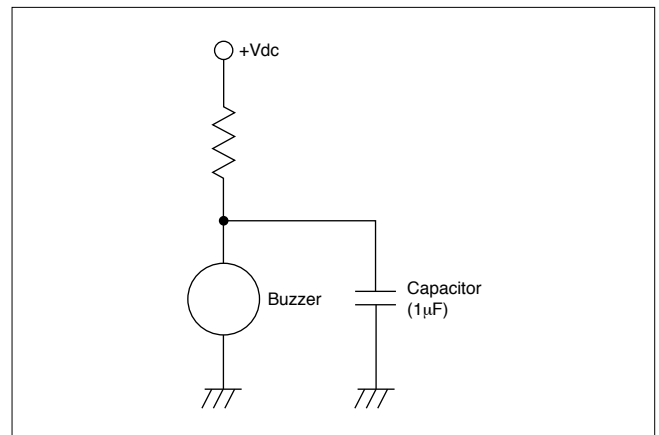 +Vdc
Buzzer
Capacitor
(1μF)